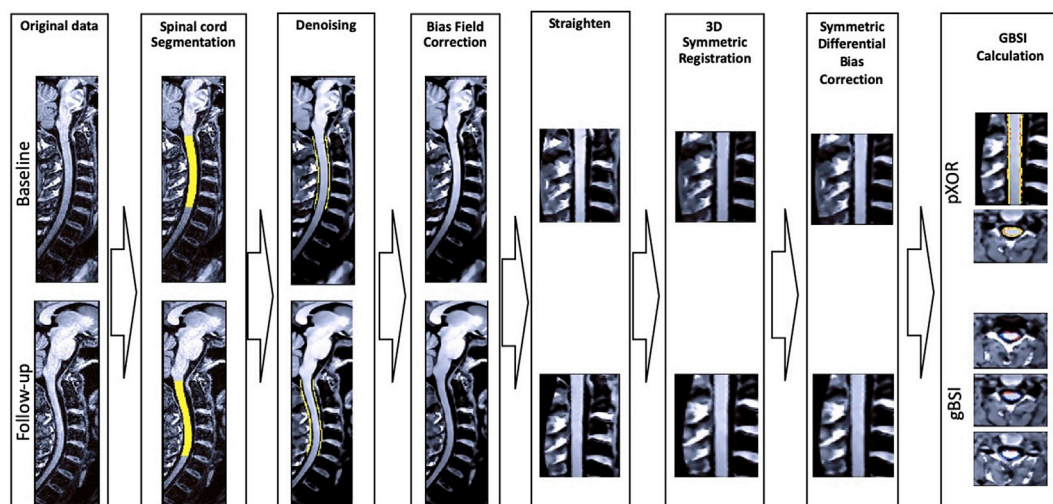 Original data
Spinal cord
Segmentation
Denoising
Bias Field
Correction
Straighten
3D
Symmetric
Registration
Symmetric
Differential
Bias
Correction
GBSI
Calculation
Baseline
Follow-up
pXOR
gBSI